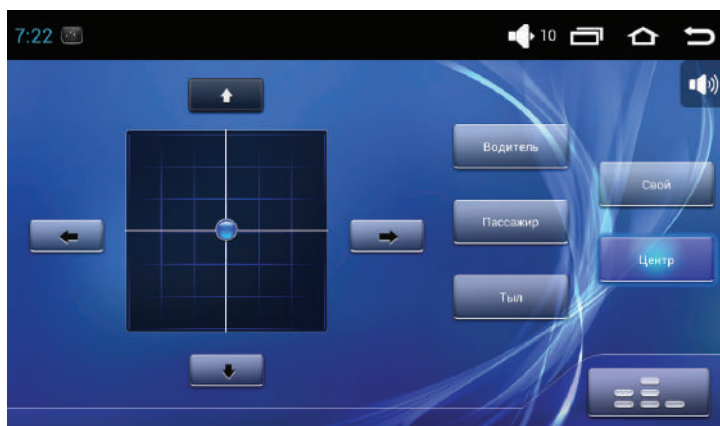 7:22
10
Водитель
Свой
Пассажир
Центр
Тыл